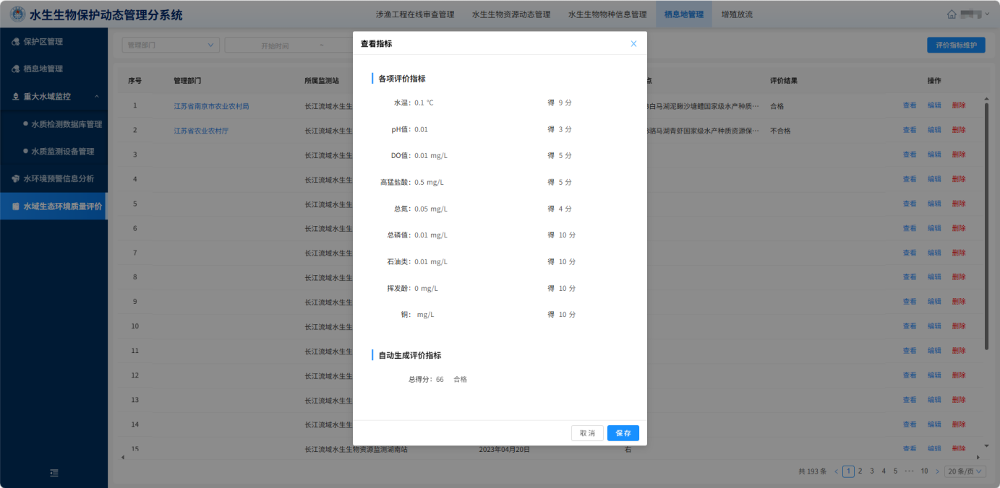 水生生物保护动态管理分系统
涉渔工程在线审查管理 水生生物资源动态管理 水生生物物种信息管理 栖息地管理 增殖放流
保护区管理
栖息地管理
重大水域监控
水质检测数据库管理
水质监测设备管理
水环境预警信息分析
水域生态环境质量评价
管理部门 开始时间 ~ 评价指标维护
序号 管理部门 所属监测站 点 评价结果 操作
1 江苏省南京市农业农村局 长江流域水生生 白马湖泥鳅沙塘鳢国家级水产种质··· 合格 查看 编辑 删除
2 江苏省农业农村厅 长江流域水生生 骆马湖青虾国家级水产种质资源保··· 不合格 查看 编辑 删除
3 长江流域水生生 查看 编辑 删除
4 长江流域水生生 查看 编辑 删除
5 长江流域水生生 查看 编辑 删除
6 长江流域水生生 查看 编辑 删除
7 长江流域水生生 查看 编辑 删除
8 长江流域水生生 查看 编辑 删除
9 长江流域水生生 查看 编辑 删除
10 长江流域水生生 查看 编辑 删除
11 长江流域水生生 查看 编辑 删除
12 长江流域水生生 查看 编辑 删除
13 长江流域水生生 查看 编辑 删除
14 长江流域水生生 查看 编辑 删除
15 长江流域水生生物资源监测湖南站 2023年04月20日 右 查看 编辑 删除
共 193 条 < 1 2 3 4 5 ··· 10 > 20 条/页
查看指标
各项评价指标
水温: 0.1 ℃ 得 9 分
pH值: 0.01 得 3 分
DO值: 0.01 mg/L 得 5 分
高猛盐酸: 0.5 mg/L 得 5 分
总氮: 0.05 mg/L 得 4 分
总磷值: 0.01 mg/L 得 10 分
石油类: 0.01 mg/L 得 10 分
挥发酚: 0 mg/L 得 10 分
铜: mg/L 得 10 分
自动生成评价指标
总得分: 66 合格
取消 保存